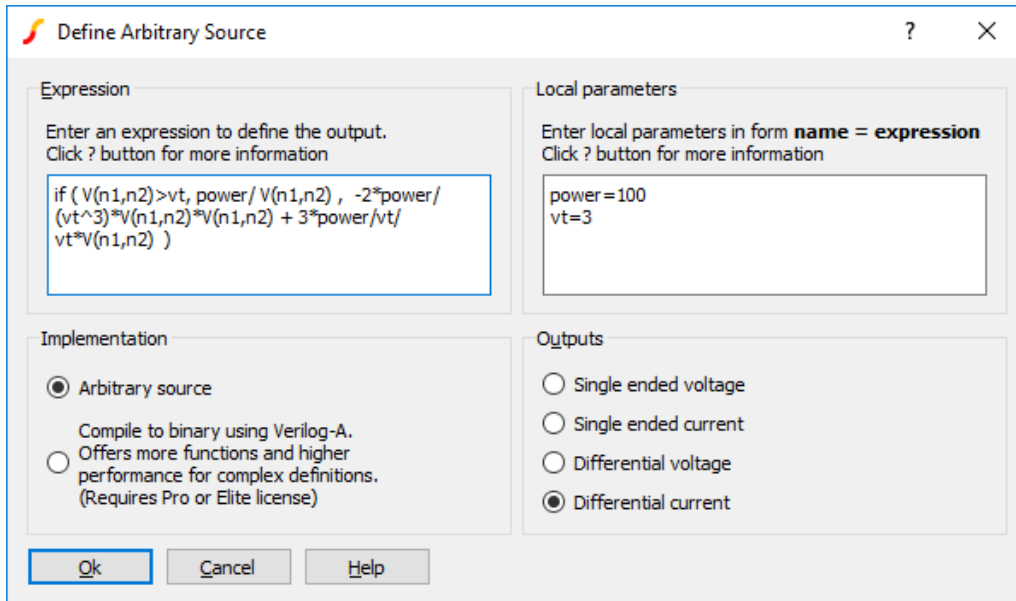 Define Arbitrary Source
?
Expression
Enter an expression to define the output.
Click ? button for more information
if ( V(n1,n2)>vt, power/ V(n1,n2) ,  -2*power/
(vt^3)*V(n1,n2)*V(n1,n2) + 3*power/vt/
vt*V(n1,n2)  )
Local parameters
Enter local parameters in form name = expression
Click ? button for more information
power=100
vt=3
Implementation
Arbitrary source
Compile to binary using Verilog-A.
Offers more functions and higher
performance for complex definitions.
(Requires Pro or Elite license)
Outputs
Single ended voltage
Single ended current
Differential voltage
Differential current
Ok
Cancel
Help